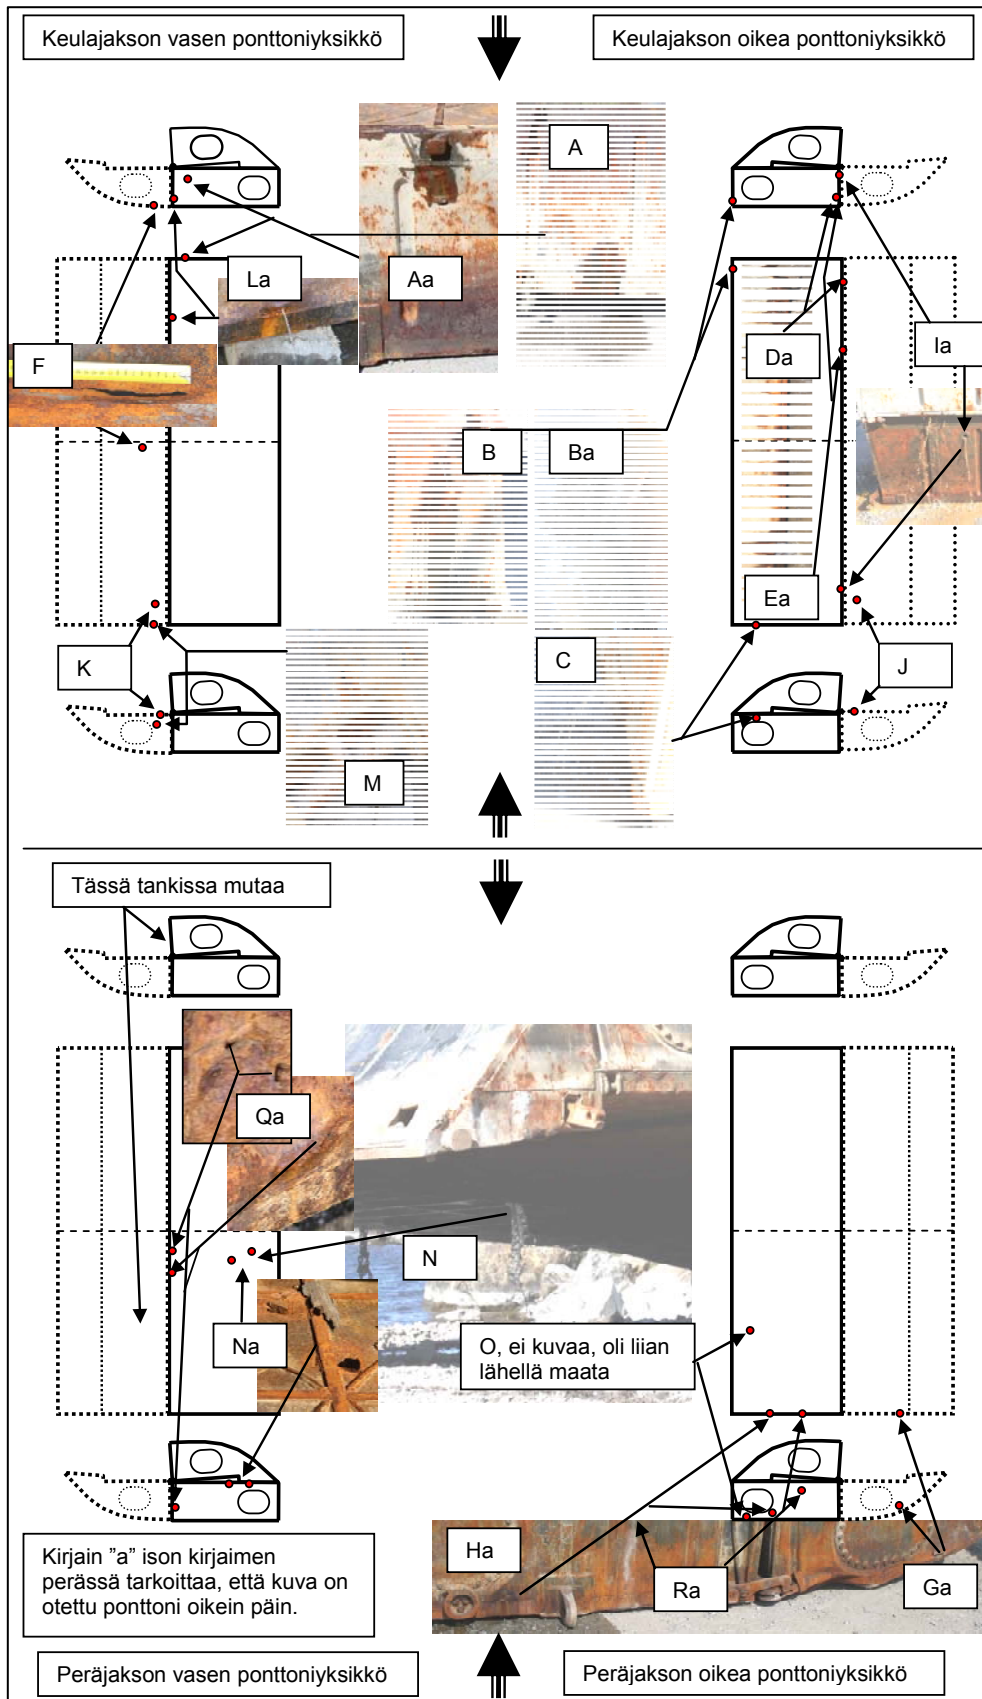 Keulajakson vasen ponttoniyksikkö
Keulajakson oikea ponttoniyksikkö
A
La
Aa
F
Da
Ia
B
Ba
Ea
K
C
J
M
Tässä tankissa mutaa
Qa
N
Na
O, ei kuvaa, oli liian
lähellä maata
Ha
Ra
Ga
Kirjain ”a” ison kirjaimen
perässä tarkoittaa, että kuva on
otettu ponttoni oikein päin.
Peräjakson vasen ponttoniyksikkö
Peräjakson oikea ponttoniyksikkö